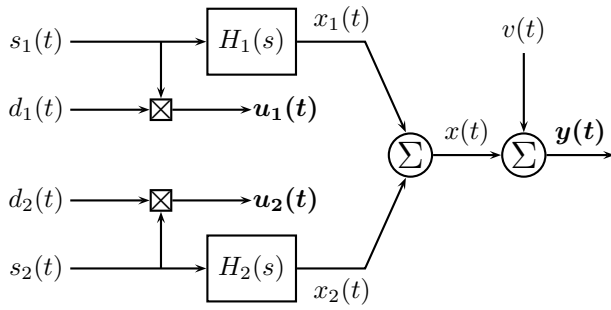 s₁(t) H₁(s) x₁(t) v(t)
d₁(t) u₁(t)
Σ x(t) Σ y(t)
d₂(t) u₂(t)
s₂(t) H₂(s) x₂(t)